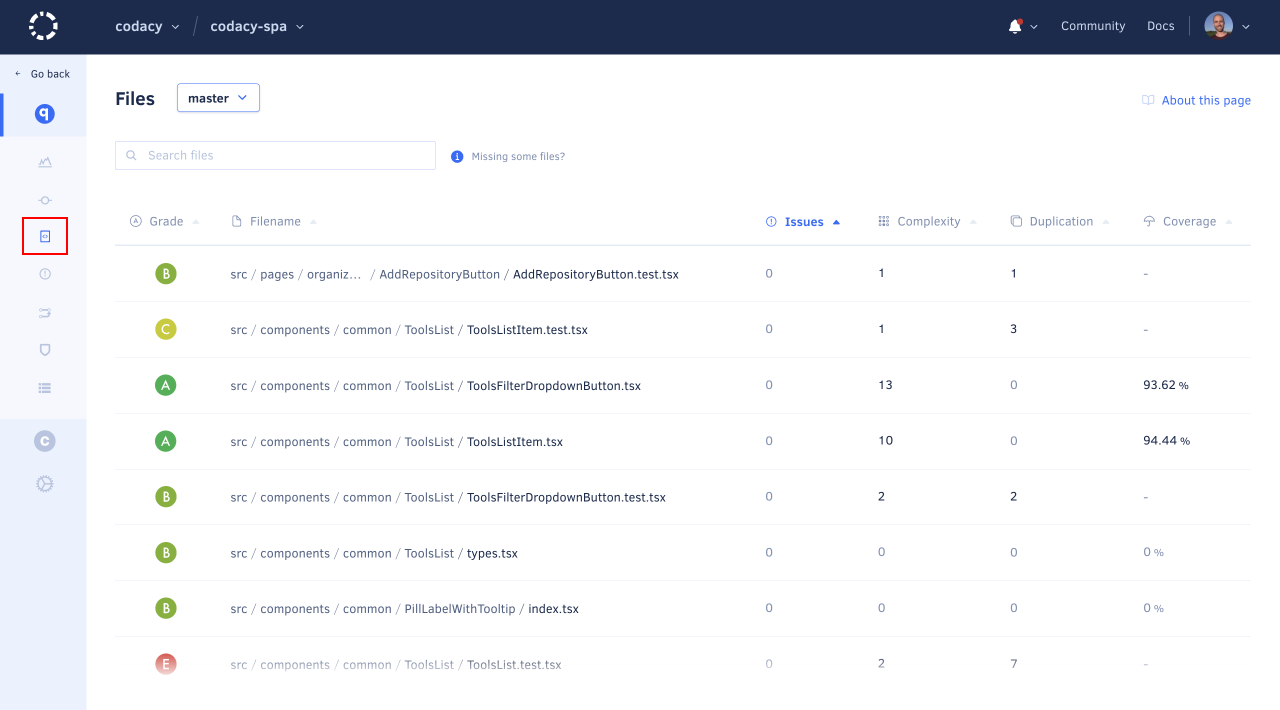 codacy / codacy-spa Community Docs
← Go back
Files master About this page
Search files Missing some files?
Grade Filename Issues Complexity Duplication Coverage
B src / pages / organiz... / AddRepositoryButton / AddRepositoryButton.test.tsx 0 1 1 -
C src / components / common / ToolsList / ToolsListItem.test.tsx 0 1 3 -
A src / components / common / ToolsList / ToolsFilterDropdownButton.tsx 0 13 0 93.62 %
A src / components / common / ToolsList / ToolsListItem.tsx 0 10 0 94.44 %
B src / components / common / ToolsList / ToolsFilterDropdownButton.test.tsx 0 2 2 -
B src / components / common / ToolsList / types.tsx 0 0 0 0 %
B src / components / common / PillLabelWithTooltip / index.tsx 0 0 0 0 %
E src / components / common / ToolsList / ToolsList.test.tsx 0 2 7 -